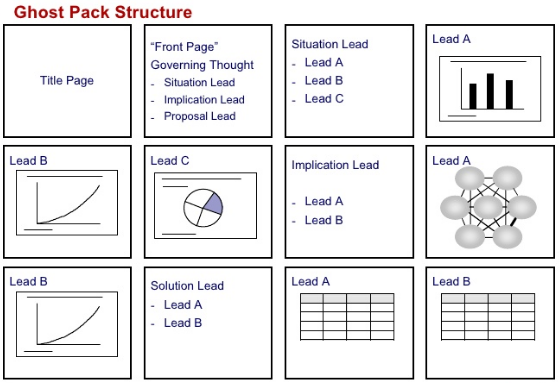 Ghost Pack Structure
Title Page
“Front Page”
Governing Thought
- Situation Lead
- Implication Lead
- Proposal Lead
Situation Lead
- Lead A
- Lead B
- Lead C
Lead A
Lead B
Lead C
Implication Lead
- Lead A
- Lead B
Lead A
Lead B
Solution Lead
- Lead A
- Lead B
Lead A
Lead B